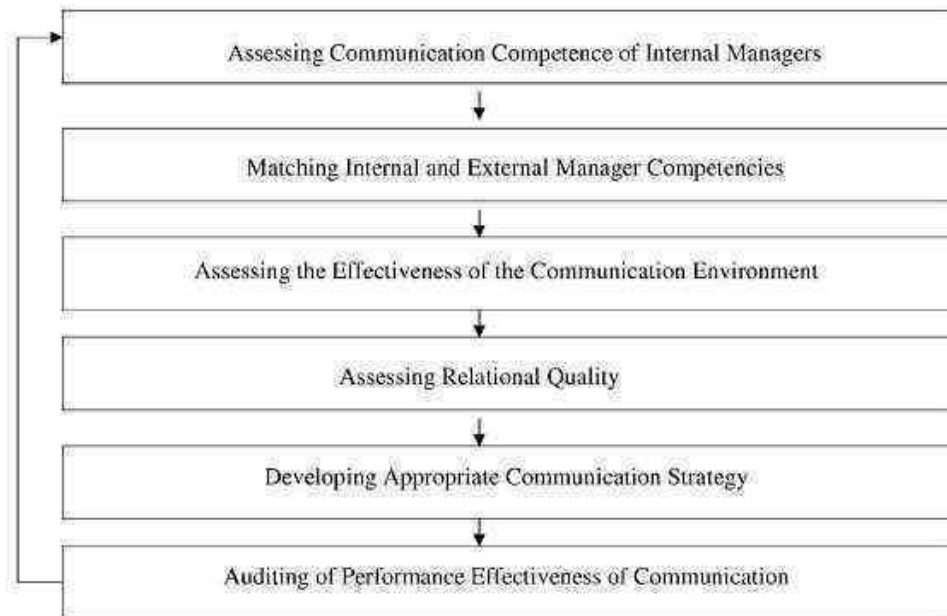 Assessing Communication Competence of Internal Managers
Matching Internal and External Manager Competencies
Assessing the Effectiveness of the Communication Environment
Assessing Relational Quality
Developing Appropriate Communication Strategy
Auditing of Performance Effectiveness of Communication